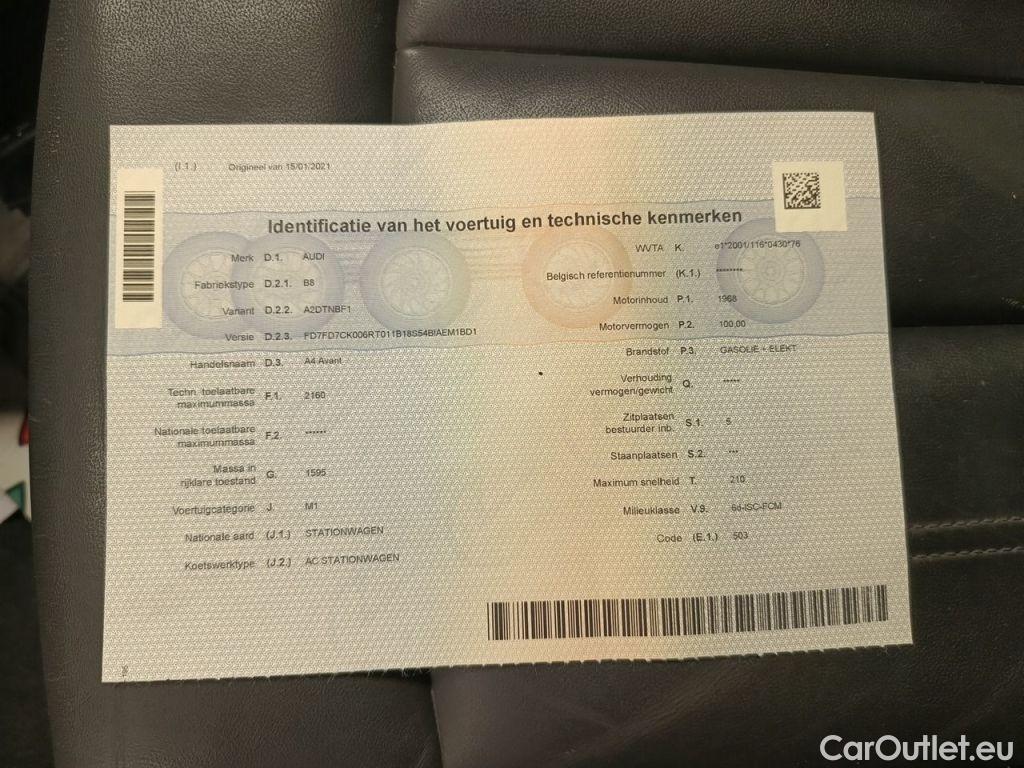 (I.1.) Origineel van 15/01/2021
Identificatie van het voertuig en technische kenmerken
Merk D.1. AUDI
Fabriekstype D.2.1. B8
Variant D.2.2. A2DTNBF1
Versie D.2.3. FD7FD7CK006RT011B18S54BIAEM1BD1
Handelsnaam D.3. A4 Avant
Techn. toelaatbare
maximummassa F.1. 2160
Nationale toelaatbare
maximummassa F.2. ******
Massa in
rijklare toestand G. 1595
Voertuigcategorie J. M1
Nationale aard (J.1.) STATIONWAGEN
Koetswerktype (J.2.) AC STATIONWAGEN
WVTA K. e1*2001/116*0430*76
Belgisch referentienummer (K.1.) ********
Motorinhoud P.1. 1968
Motorvermogen P.2. 100,00
Brandstof P.3. GASOLIE + ELEKT
Verhouding
vermogen/gewicht Q. *****
Zitplaatsen
bestuurder inb. S.1. 5
Staanplaatsen S.2. ***
Maximum snelheid T. 210
Milieuklasse V.9. 6d-ISC-FCM
Code (E.1.) 503
CarOutlet.eu